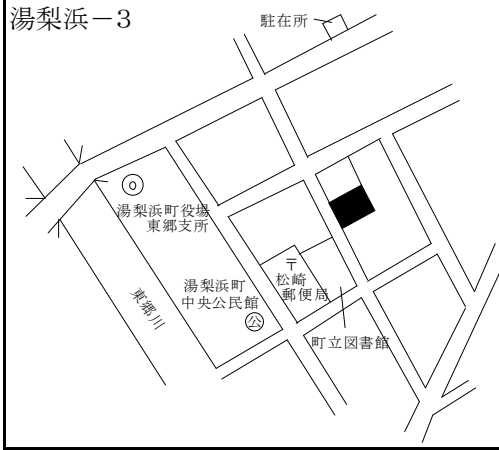 湯梨浜－3
駐在所
湯梨浜町役場
東郷支所
湯梨浜町
中央公民館
公
東郷川
〒
松崎
郵便局
町立図書館